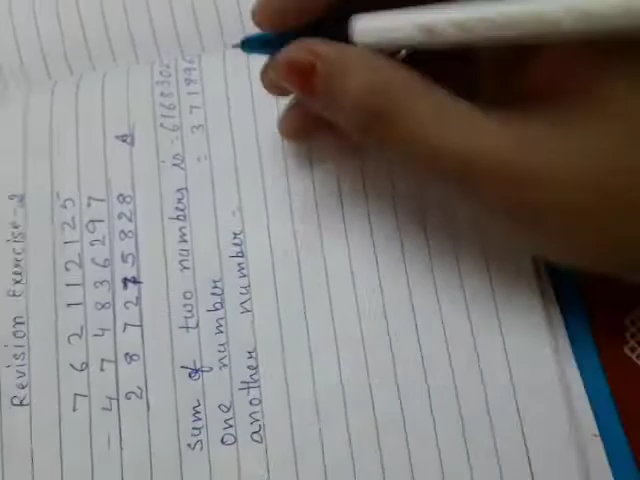 Revision Exercise-2
7 6 2 1 1 2 1 2 5
- 4 7 4 8 3 6 2 9 7
2 8 7 2 7 5 8 2 8
Sum of two numbers is =
one number = 371896
another number =